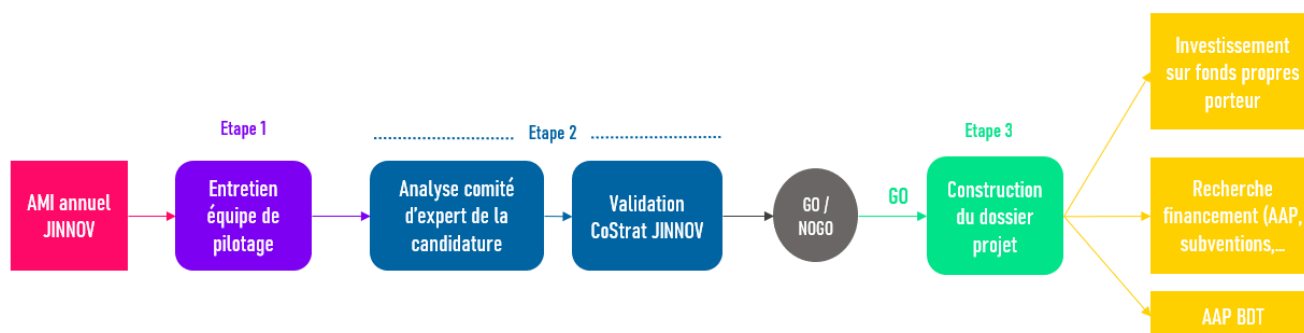 Etape 1
Etape 2
Etape 3
AMI annuel
JINNOV
Entretien
équipe de
pilotage
Analyse comité
d'expert de la
candidature
Validation
CoStrat JINNOV
GO /
NOGO
GO
Construction
du dossier
projet
Investissement
sur fonds propres
porteur
Recherche
financement (AAP,
subventions,...
AAP BDT